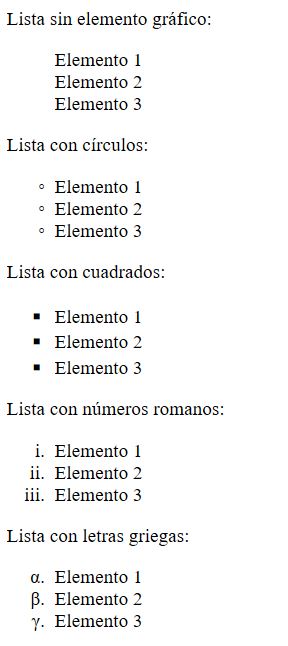 Lista sin elemento gráfico:
Elemento 1
Elemento 2
Elemento 3
Lista con círculos:
◦ Elemento 1
◦ Elemento 2
◦ Elemento 3
Lista con cuadrados:
▪ Elemento 1
▪ Elemento 2
▪ Elemento 3
Lista con números romanos:
i. Elemento 1
ii. Elemento 2
iii. Elemento 3
Lista con letras griegas:
α. Elemento 1
β. Elemento 2
γ. Elemento 3